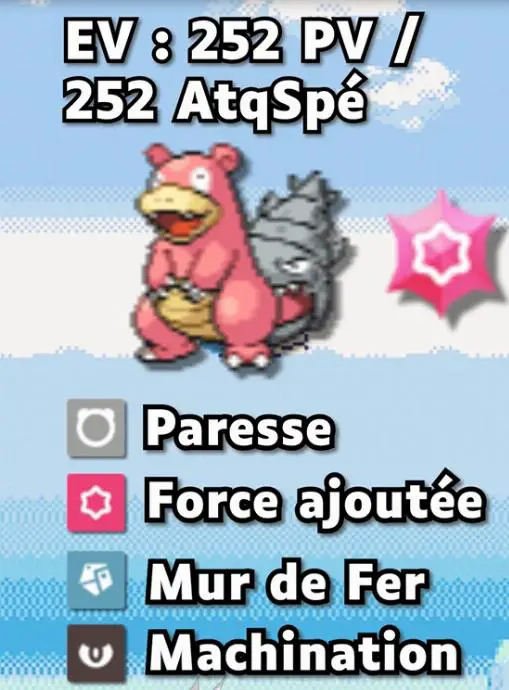 EV : 252 PV /
252 AtqSpé
Paresse
Force ajoutée
Mur de Fer
Machination